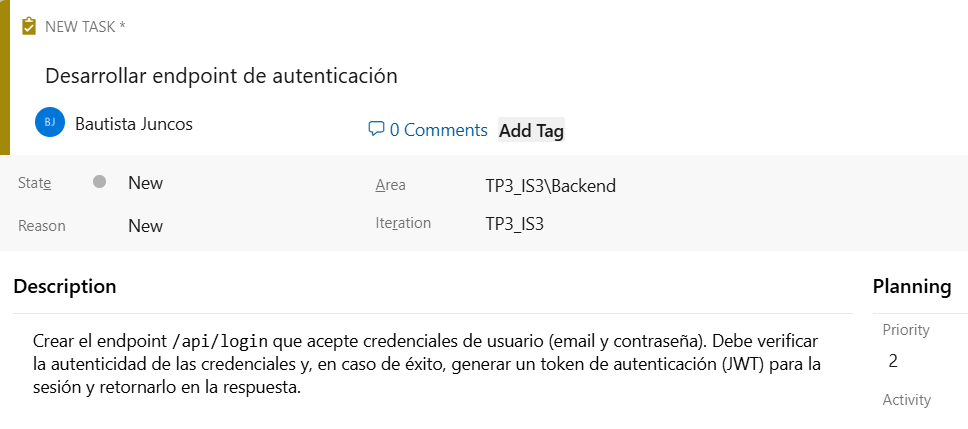 NEW TASK *
Desarrollar endpoint de autenticación
BJ Bautista Juncos
0 Comments Add Tag
State New
Area TP3_IS3\Backend
Reason New
Iteration TP3_IS3
Description
Planning
Crear el endpoint /api/login que acepte credenciales de usuario (email y contraseña). Debe verificar
la autenticidad de las credenciales y, en caso de éxito, generar un token de autenticación (JWT) para la
sesión y retornarlo en la respuesta.
Priority
2
Activity